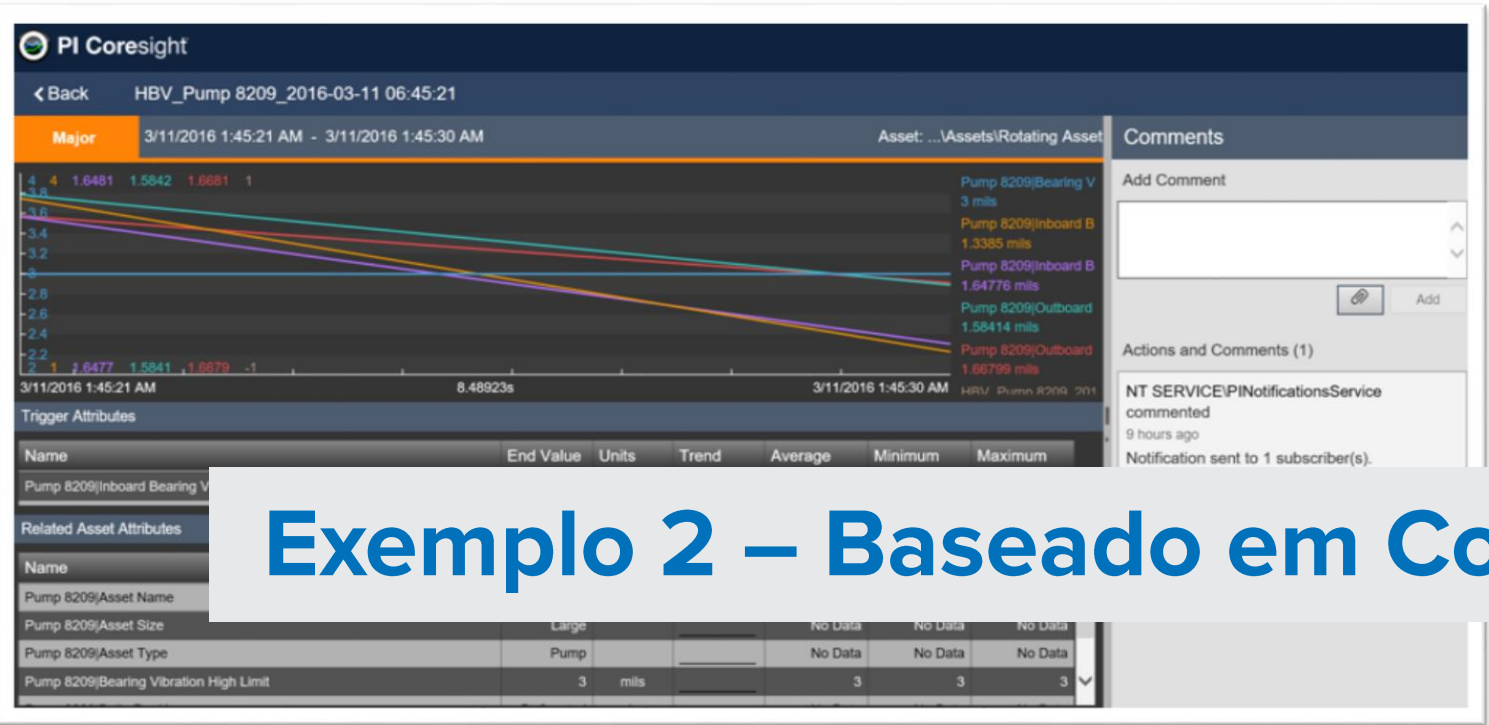 PI Coresight
Back HBV_Pump 8209_2016-03-11 06:45:21
Major 3/11/2016 1:45:21 AM - 3/11/2016 1:45:30 AM Asset: ...\Assets\Rotating Asset
4 4 1.6481 1.5842 1.6681 1
3.8
3.6
3.4
3.2
3
2.8
2.6
2.4
2.2
2 1 1.6477 1.5841 1.6679 -1
3/11/2016 1:45:21 AM 8.48923s 3/11/2016 1:45:30 AM
Pump 8209|Bearing V
3 mils
Pump 8209|Inboard B
1.3385 mils
Pump 8209|Inboard B
1.64776 mils
Pump 8209|Outboard
1.58414 mils
Pump 8209|Outboard
1.66799 mils
HBV_Pump 8209_201
Trigger Attributes
Name End Value Units Trend Average Minimum Maximum
Pump 8209|Inboard Bearing V
Related Asset Attributes
Name
Pump 8209|Asset Name
Pump 8209|Asset Size Large No Data No Data No Data
Pump 8209|Asset Type Pump No Data No Data No Data
Pump 8209|Bearing Vibration High Limit 3 mils 3 3 3
Comments
Add Comment
Add
Actions and Comments (1)
NT SERVICE\PINotificationsService
commented
9 hours ago
Notification sent to 1 subscriber(s).
Exemplo 2 – Baseado em Co